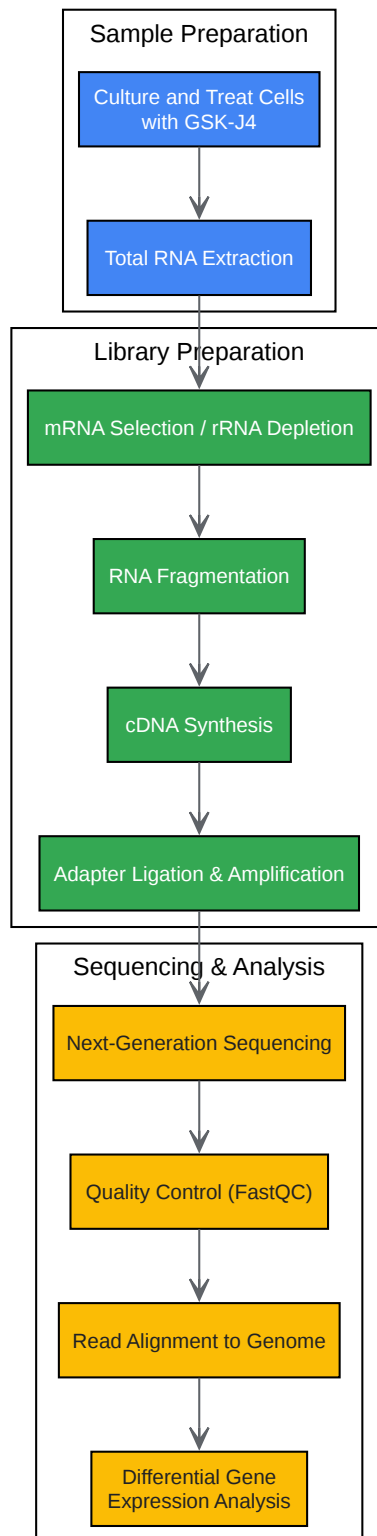 Sample Preparation
Culture and Treat Cells
with GSK-J4
Total RNA Extraction
Library Preparation
mRNA Selection / rRNA Depletion
RNA Fragmentation
cDNA Synthesis
Adapter Ligation & Amplification
Sequencing & Analysis
Next-Generation Sequencing
Quality Control (FastQC)
Read Alignment to Genome
Differential Gene
Expression Analysis